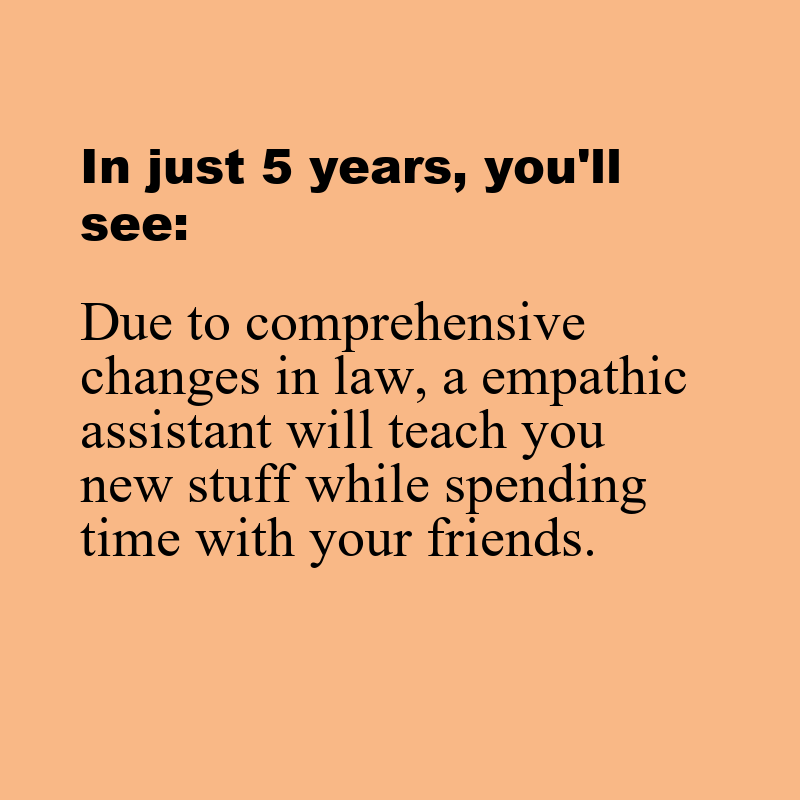 In just 5 years, you'll
see:
Due to comprehensive
changes in law, a empathic
assistant will teach you
new stuff while spending
time with your friends.